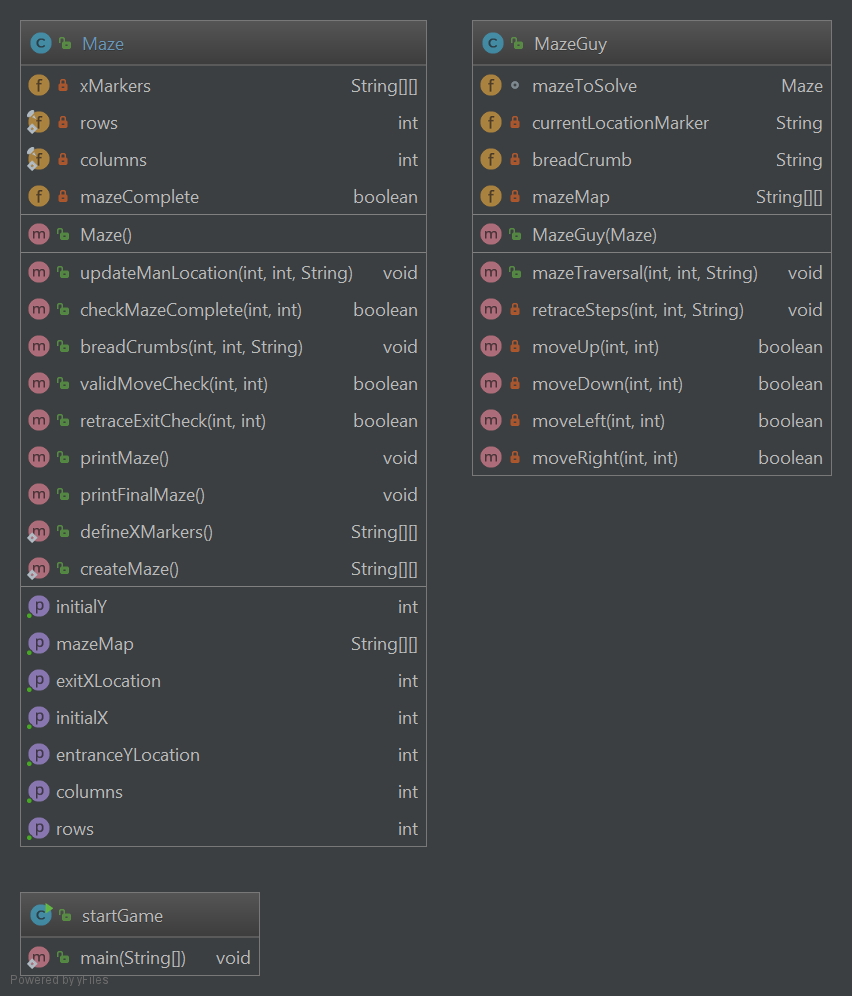 Maze
xMarkers String[][]
rows int
columns int
mazeComplete boolean
Maze()
updateManLocation(int, int, String) void
checkMazeComplete(int, int) boolean
breadCrumbs(int, int, String) void
validMoveCheck(int, int) boolean
retraceExitCheck(int, int) boolean
printMaze() void
printFinalMaze() void
defineXMarkers() String[][]
createMaze() String[][]
initialY int
mazeMap String[][]
exitXLocation int
initialX int
entranceYLocation int
columns int
rows int
MazeGuy
mazeToSolve Maze
currentLocationMarker String
breadCrumb String
mazeMap String[][]
MazeGuy(Maze)
mazeTraversal(int, int, String) void
retraceSteps(int, int, String) void
moveUp(int, int) boolean
moveDown(int, int) boolean
moveLeft(int, int) boolean
moveRight(int, int) boolean
startGame
main(String[]) void
Powered by yFiles